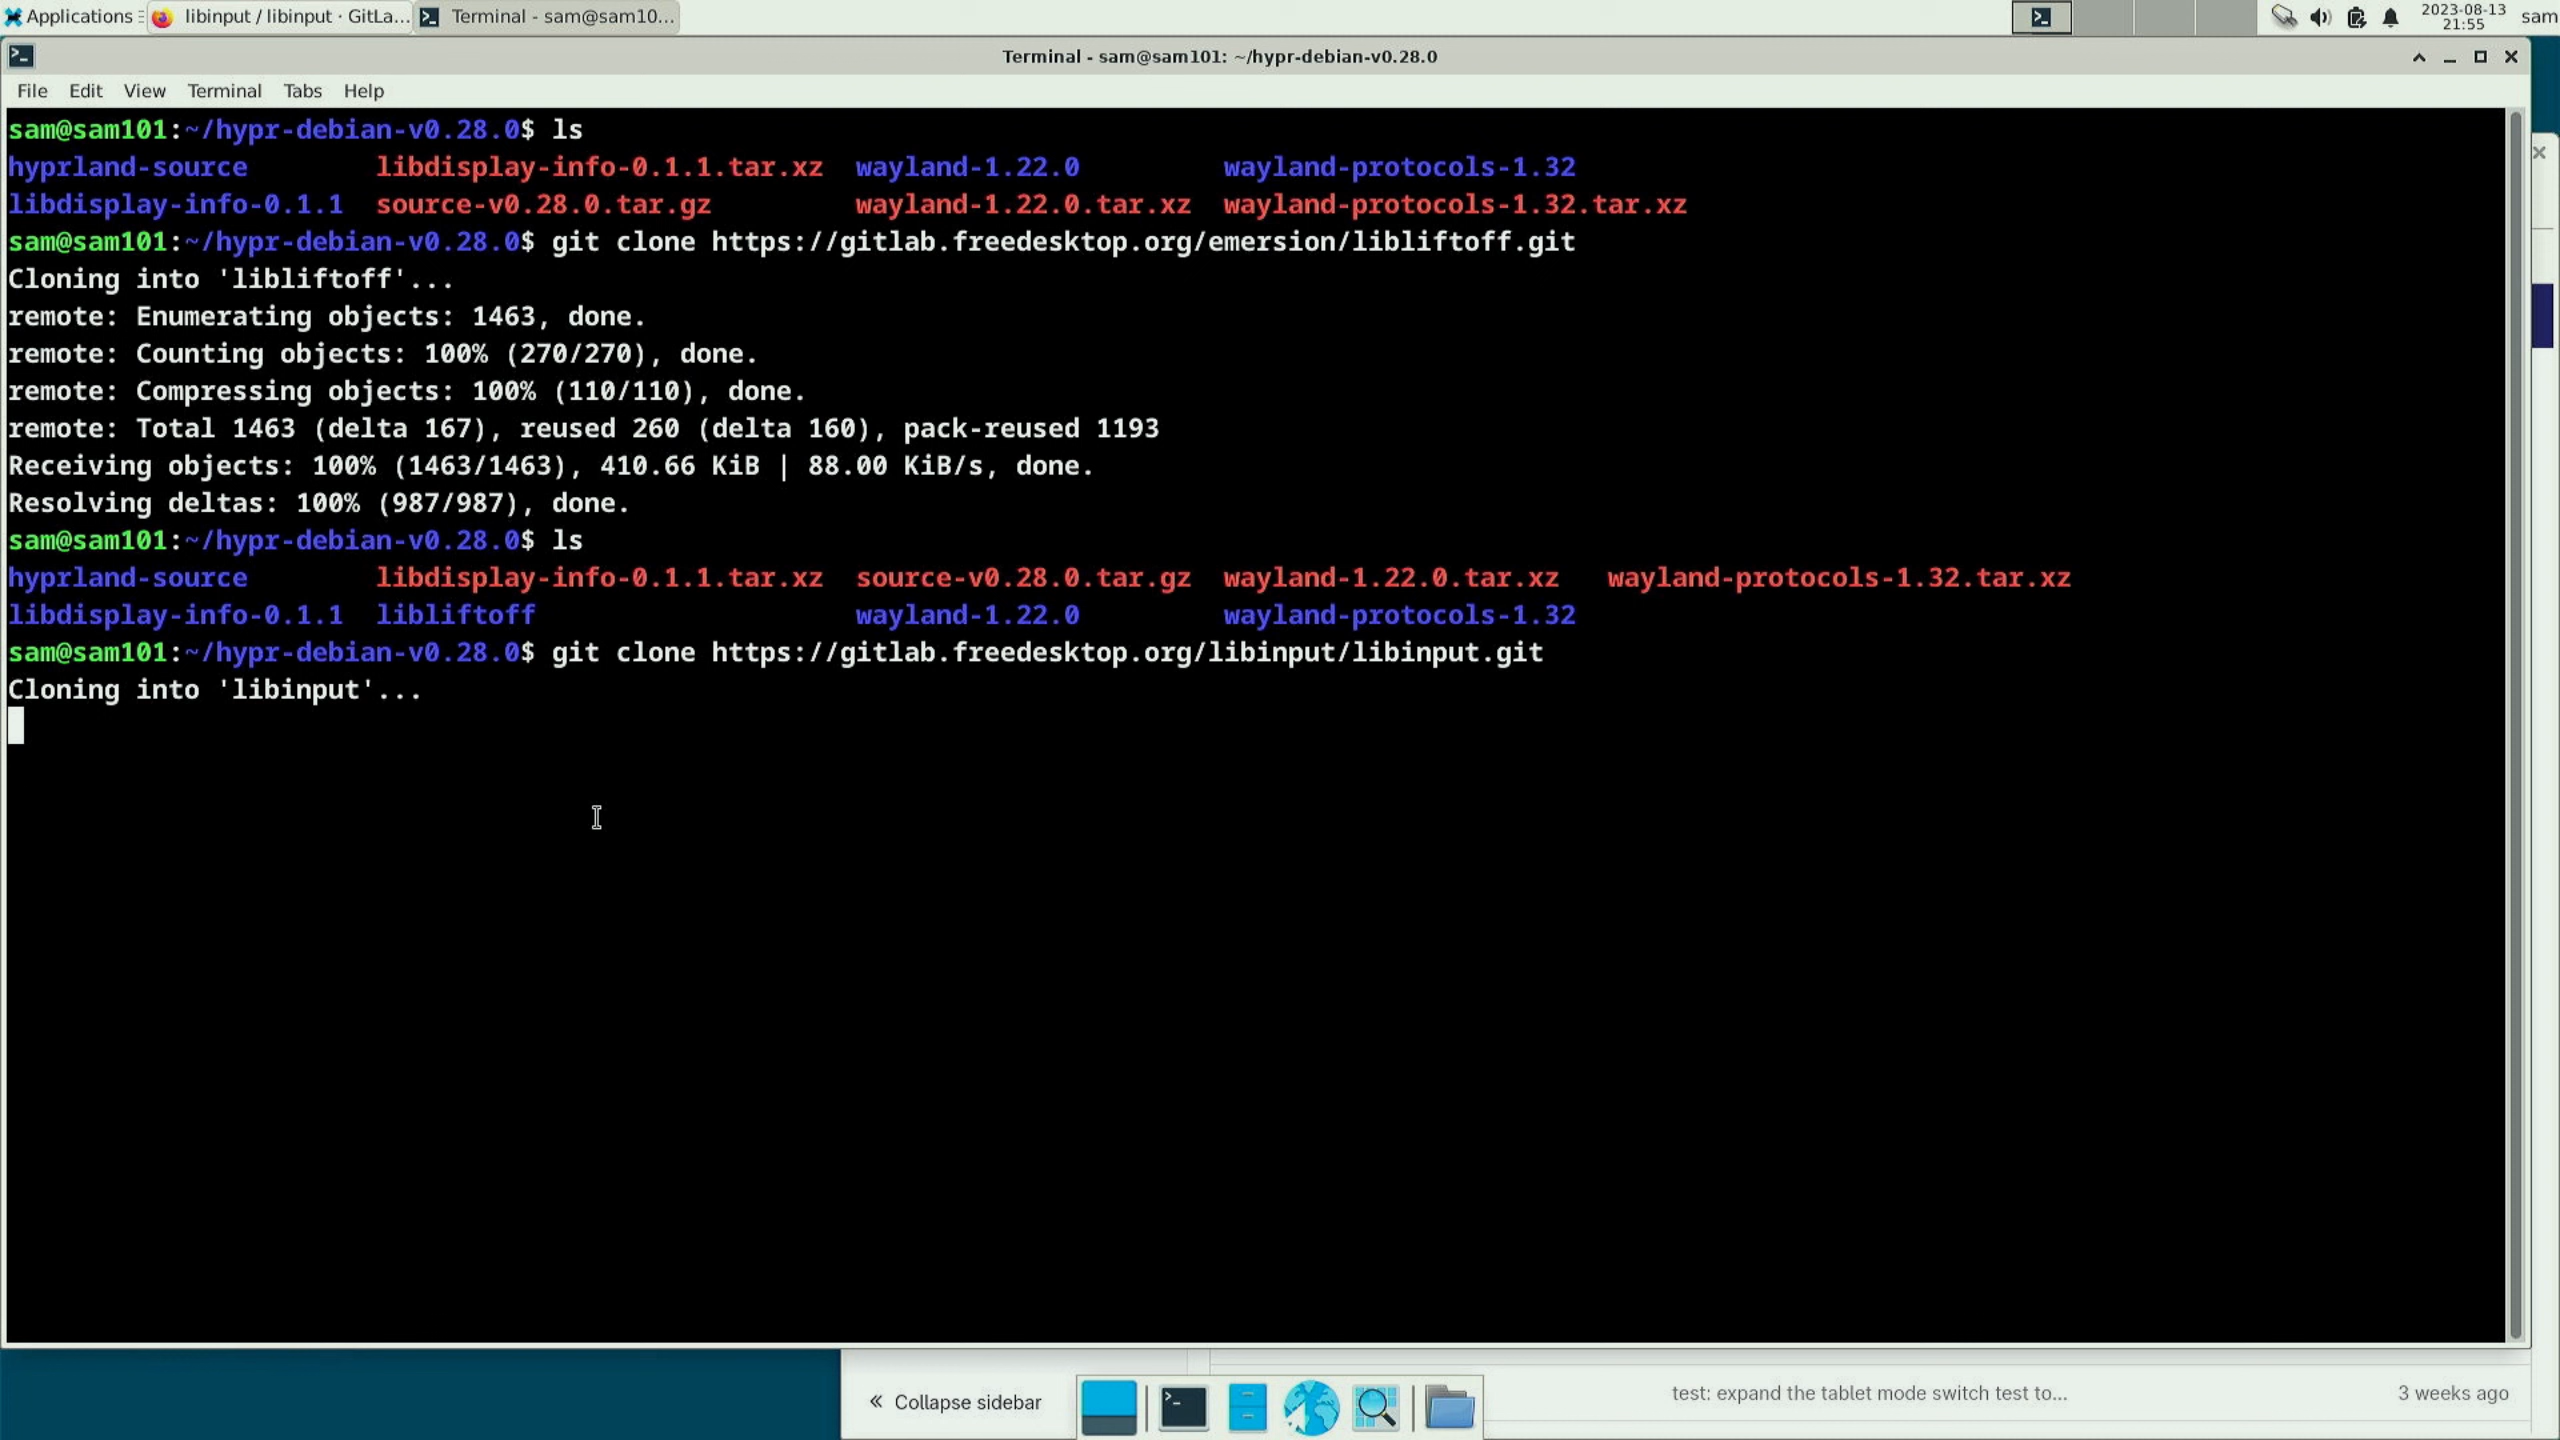 Applications
libinput / libinput · GitLa...
Terminal - sam@sam10...
2023-08-13
21:55
sam
Terminal - sam@sam101: ~/hypr-debian-v0.28.0
File Edit View Terminal Tabs Help
sam@sam101:~/hypr-debian-v0.28.0$ ls
hyprland-source libdisplay-info-0.1.1.tar.xz wayland-1.22.0 wayland-protocols-1.32
libdisplay-info-0.1.1 source-v0.28.0.tar.gz wayland-1.22.0.tar.xz wayland-protocols-1.32.tar.xz
sam@sam101:~/hypr-debian-v0.28.0$ git clone https://gitlab.freedesktop.org/emersion/libliftoff.git
Cloning into 'libliftoff'...
remote: Enumerating objects: 1463, done.
remote: Counting objects: 100% (270/270), done.
remote: Compressing objects: 100% (110/110), done.
remote: Total 1463 (delta 167), reused 260 (delta 160), pack-reused 1193
Receiving objects: 100% (1463/1463), 410.66 KiB | 88.00 KiB/s, done.
Resolving deltas: 100% (987/987), done.
sam@sam101:~/hypr-debian-v0.28.0$ ls
hyprland-source libdisplay-info-0.1.1.tar.xz source-v0.28.0.tar.gz wayland-1.22.0.tar.xz wayland-protocols-1.32.tar.xz
libdisplay-info-0.1.1 libliftoff wayland-1.22.0 wayland-protocols-1.32
sam@sam101:~/hypr-debian-v0.28.0$ git clone https://gitlab.freedesktop.org/libinput/libinput.git
Cloning into 'libinput'...
« Collapse sidebar
test: expand the tablet mode switch test to...
3 weeks ago